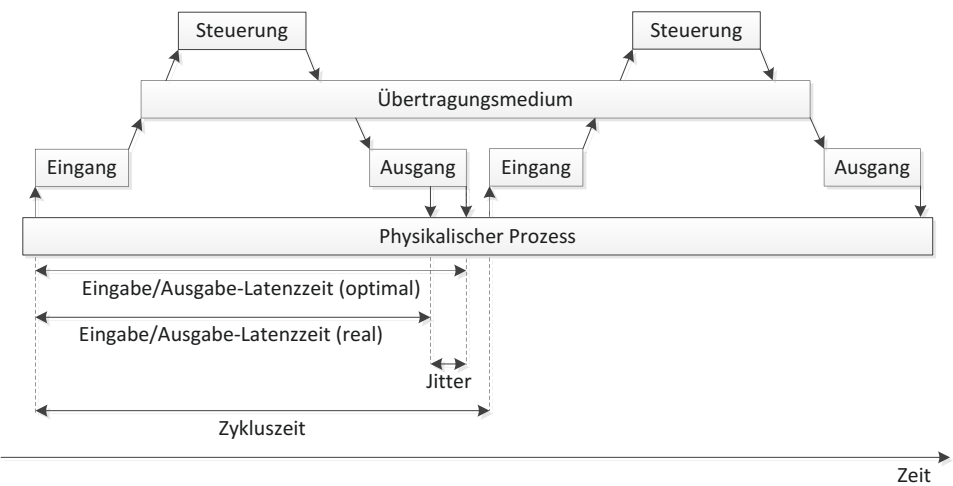 Steuerung
Steuerung
Übertragungsmedium
Eingang
Ausgang
Eingang
Ausgang
Physikalischer Prozess
Eingabe/Ausgabe-Latenzzeit (optimal)
Eingabe/Ausgabe-Latenzzeit (real)
Jitter
Zykluszeit
Zeit